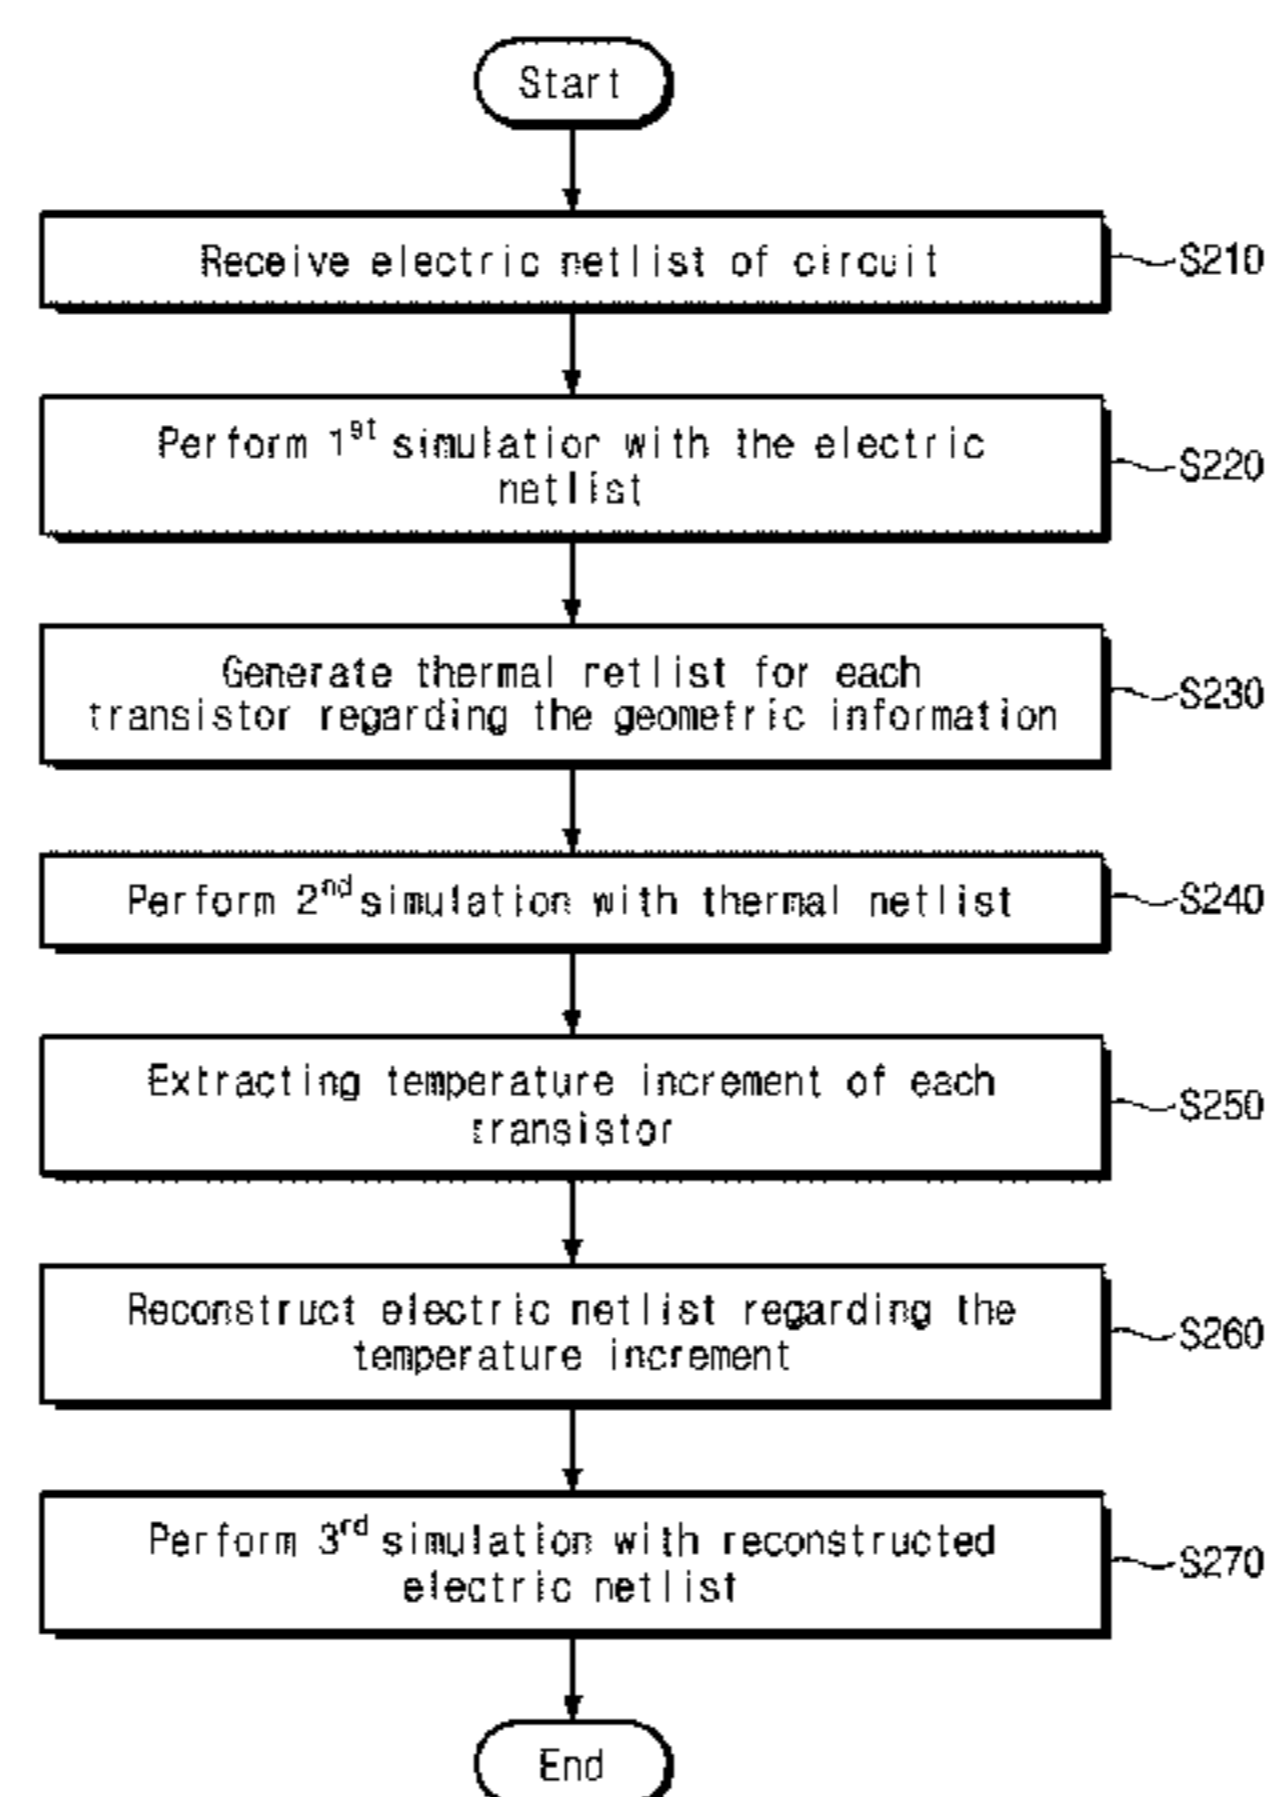 Start
Receive electric netlist of circuit
S210
Perform 1st simulation with the electric
netlist
S220
Generate thermal netlist for each
transistor regarding the geometric information
S230
Perform 2nd simulation with thermal netlist
S240
Extracting temperature increment of each
transistor
S250
Reconstruct electric netlist regarding the
temperature increment
S260
Perform 3rd simulation with reconstructed
electric netlist
S270
End